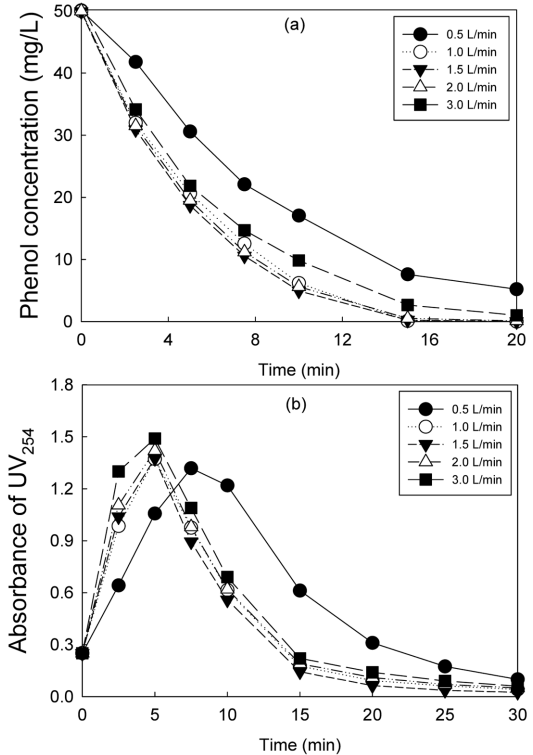 (a)
0.5 L/min
1.0 L/min
1.5 L/min
2.0 L/min
3.0 L/min
Phenol concentration (mg/L)
50
40
30
20
10
0
0 4 8 12 16 20
Time (min)
(b)
0.5 L/min
1.0 L/min
1.5 L/min
2.0 L/min
3.0 L/min
Absorbance of UV254
1.8
1.5
1.2
0.9
0.6
0.3
0.0
0 5 10 15 20 25 30
Time (min)